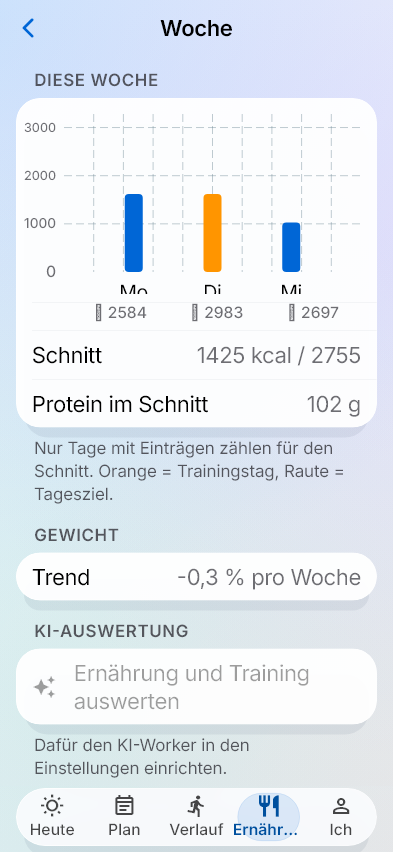 Woche
DIESE WOCHE
3000
2000
1000
0
Mo
Di
Mi
2584
2983
2697
Schnitt
1425 kcal / 2755
Protein im Schnitt
102 g
Nur Tage mit Einträgen zählen für den
Schnitt. Orange = Trainingstag, Raute =
Tagesziel.
GEWICHT
Trend
-0,3 % pro Woche
KI-AUSWERTUNG
Ernährung und Training
auswerten
Dafür den KI-Worker in den
Einstellungen einrichten.
Heute
Plan
Verlauf
Ernähr...
Ich